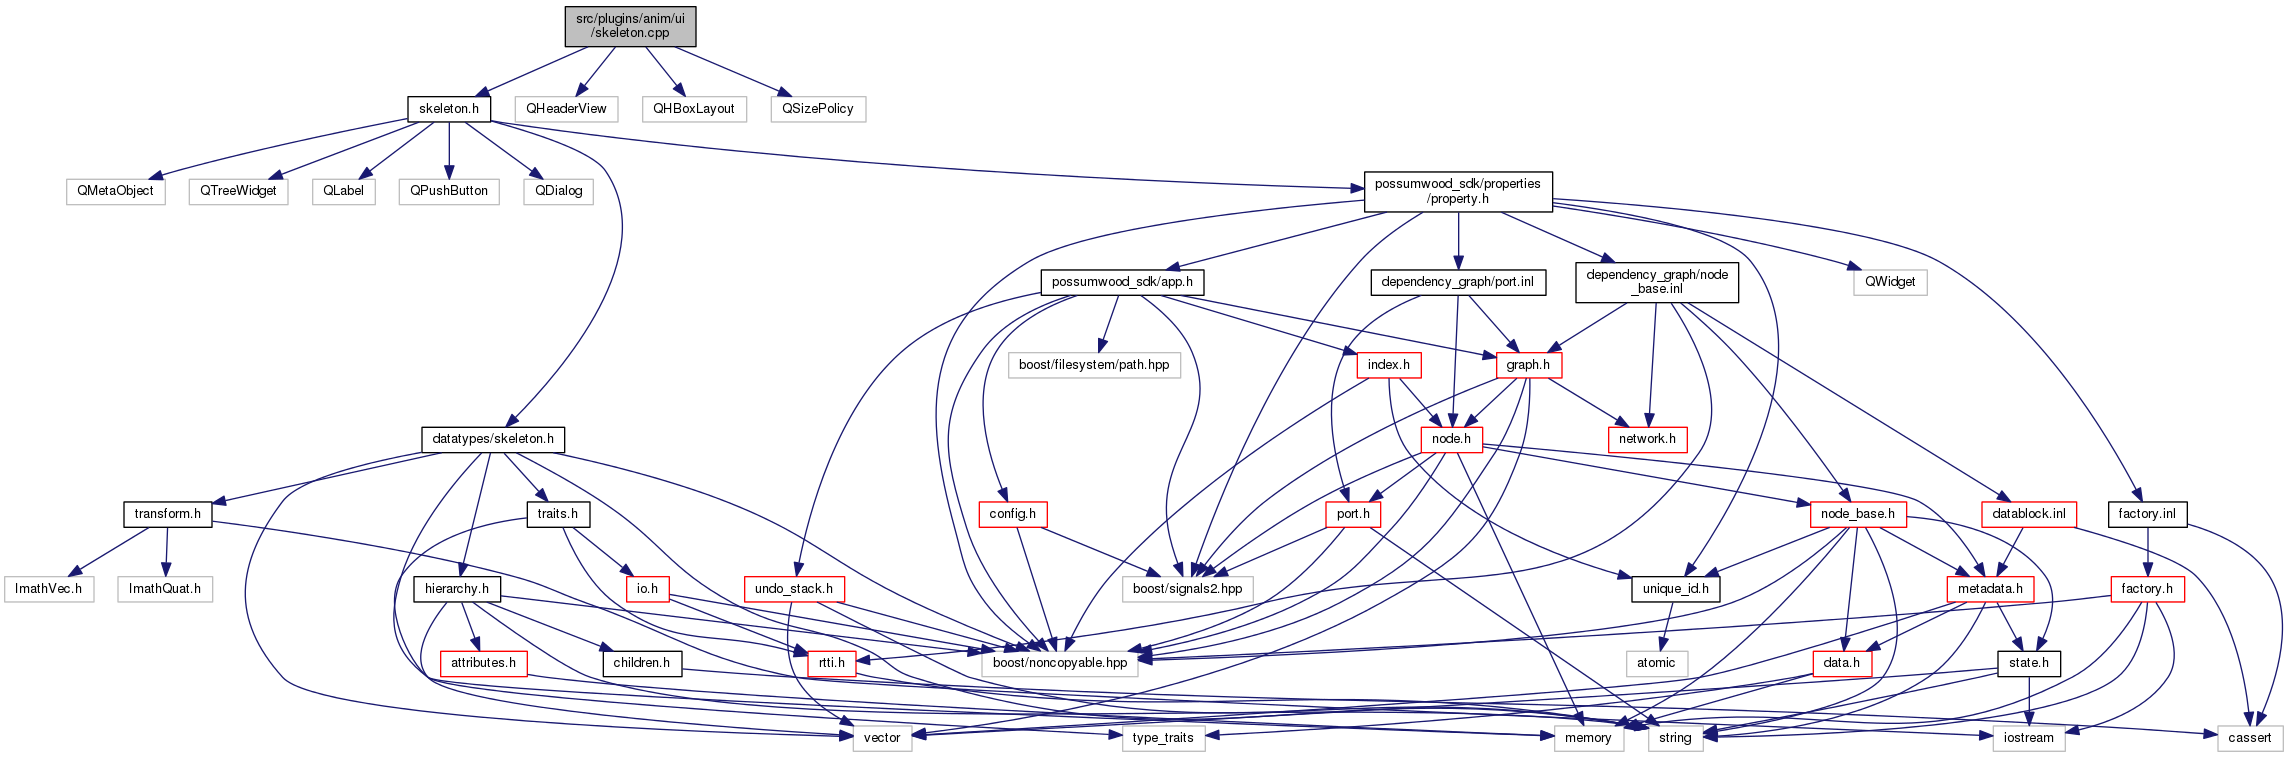 src/plugins/anim/ui
/skeleton.cpp
skeleton.h
QHeaderView
QHBoxLayout
QSizePolicy
QMetaObject
QTreeWidget
QLabel
QPushButton
QDialog
possumwood_sdk/properties
/property.h
possumwood_sdk/app.h
dependency_graph/port.inl
dependency_graph/node
_base.inl
QWidget
boost/filesystem/path.hpp
index.h
graph.h
datatypes/skeleton.h
node.h
network.h
transform.h
traits.h
config.h
port.h
node_base.h
datablock.inl
factory.inl
ImathVec.h
ImathQuat.h
hierarchy.h
io.h
undo_stack.h
boost/signals2.hpp
unique_id.h
metadata.h
factory.h
attributes.h
children.h
rtti.h
boost/noncopyable.hpp
atomic
data.h
state.h
vector
type_traits
memory
string
iostream
cassert